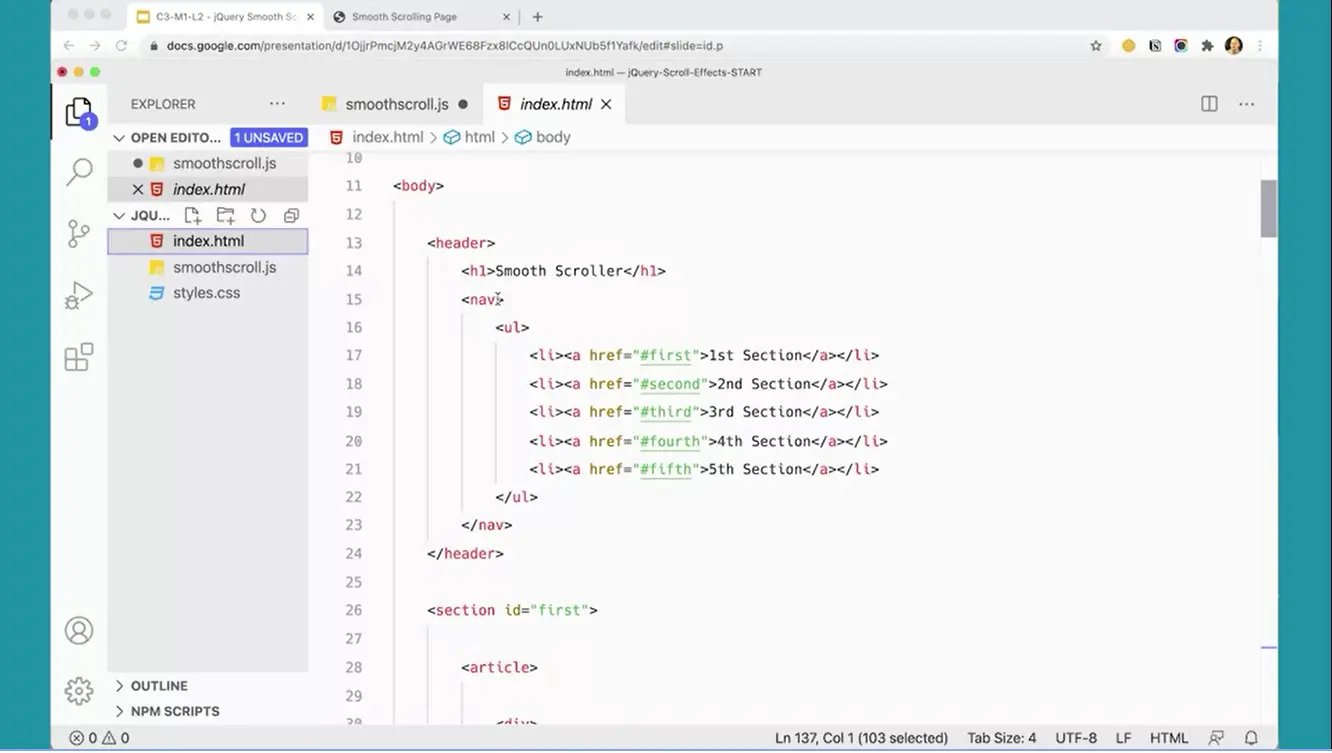 C3-M1-L2 - jQuery Smooth Sc
Smooth Scrolling Page
docs.google.com/presentation/d/1OjjrPmcjM2y4AGrWE68Fzx8lCcQUn0LUxNUb5f1Yafk/edit#slide=id.p
index.html — jQuery-Scroll-Effects-START
EXPLORER
smoothscroll.js
index.html
1
OPEN EDITO... 1 UNSAVED
index.html > html > body
smoothscroll.js
index.html
JQU...
index.html
smoothscroll.js
styles.css
10
11 <body>
12
13 <header>
14 <h1>Smooth Scroller</h1>
15 <nav>
16 <ul>
17 <li><a href="#first">1st Section</a></li>
18 <li><a href="#second">2nd Section</a></li>
19 <li><a href="#third">3rd Section</a></li>
20 <li><a href="#fourth">4th Section</a></li>
21 <li><a href="#fifth">5th Section</a></li>
22 </ul>
23 </nav>
24 </header>
25
26 <section id="first">
27
28 <article>
29
30 <div>
OUTLINE
NPM SCRIPTS
0 0
Ln 137, Col 1 (103 selected) Tab Size: 4 UTF-8 LF HTML